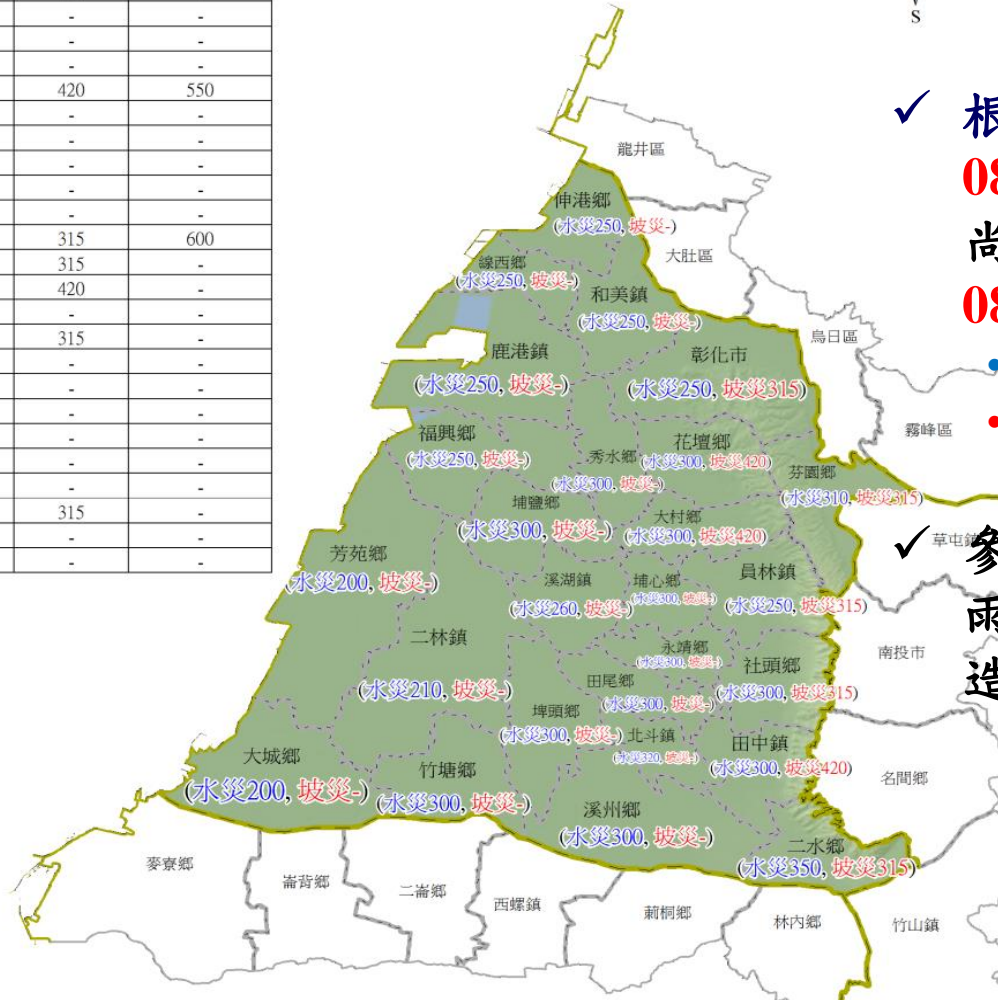 - -
- -
- -
420 550
- -
- -
- -
- -
- -
315 600
315 -
420 -
- -
315 -
- -
- -
- -
- -
- -
- -
315 -
- -
- -
S
龍井區
伸港鄉
(水災250, 坡災-)
大肚區
線西鄉
(水災250, 坡災-)
和美鎮
(水災250, 坡災-)
烏日區
鹿港鎮
(水災250, 坡災-)
彰化市
(水災250, 坡災315)
霧峰區
福興鄉
(水災250, 坡災-)
秀水鄉
(水災300, 坡災-)
花壇鄉
(水災300, 坡災420)
芬園鄉
(水災310, 坡災315)
埔鹽鄉
(水災300, 坡災-)
大村鄉
(水災300, 坡災420)
草屯鎮
芳苑鄉
(水災200, 坡災-)
溪湖鎮
(水災260, 坡災-)
埔心鄉
(水災300, 坡災-)
員林鎮
(水災250, 坡災315)
二林鎮
(水災210, 坡災-)
永靖鄉
(水災300, 坡災-)
社頭鄉
(水災300, 坡災315)
南投市
田尾鄉
(水災300, 坡災-)
埤頭鄉
(水災300, 坡災-)
北斗鎮
(水災320, 坡災-)
田中鎮
(水災300, 坡災420)
名間鄉
大城鄉
(水災200, 坡災-)
竹塘鄉
(水災300, 坡災-)
溪州鄉
(水災300, 坡災-)
二水鄉
(水災350, 坡災315)
麥寮鄉
崙背鄉
二崙鄉
西螺鎮
莿桐鄉
林內鄉
竹山鎮
✓ 根
08
尚
08
•
•
✓ 參
雨
造